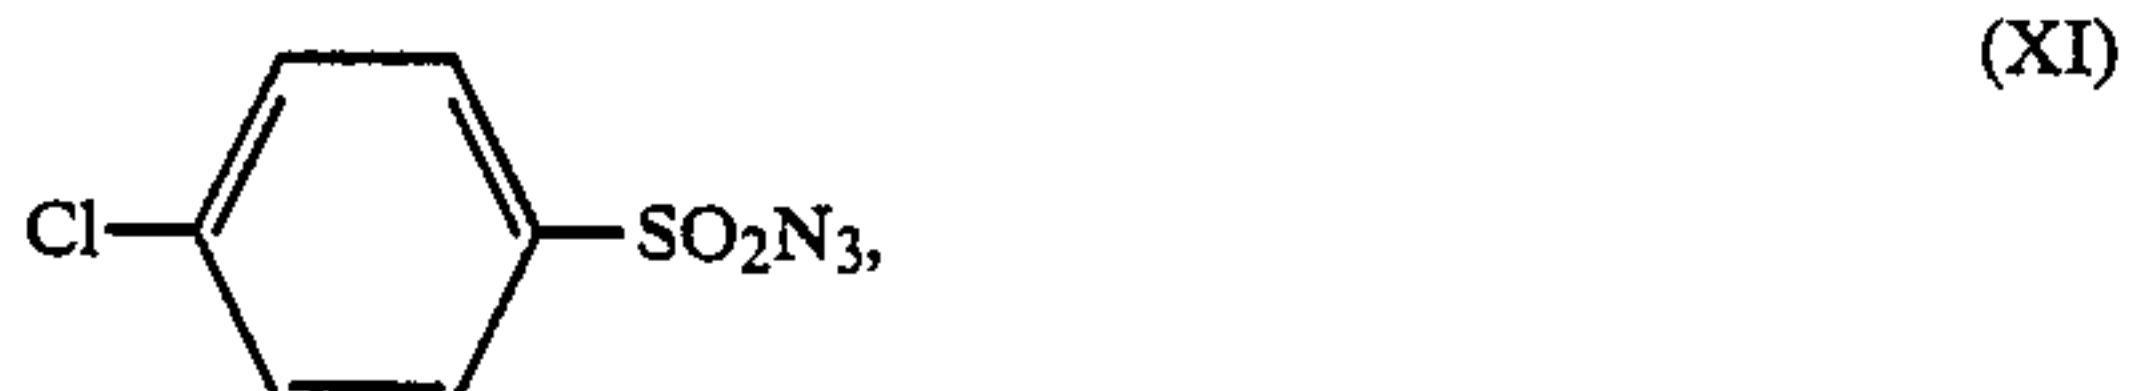 (XI)
Cl
SO₂N₃,